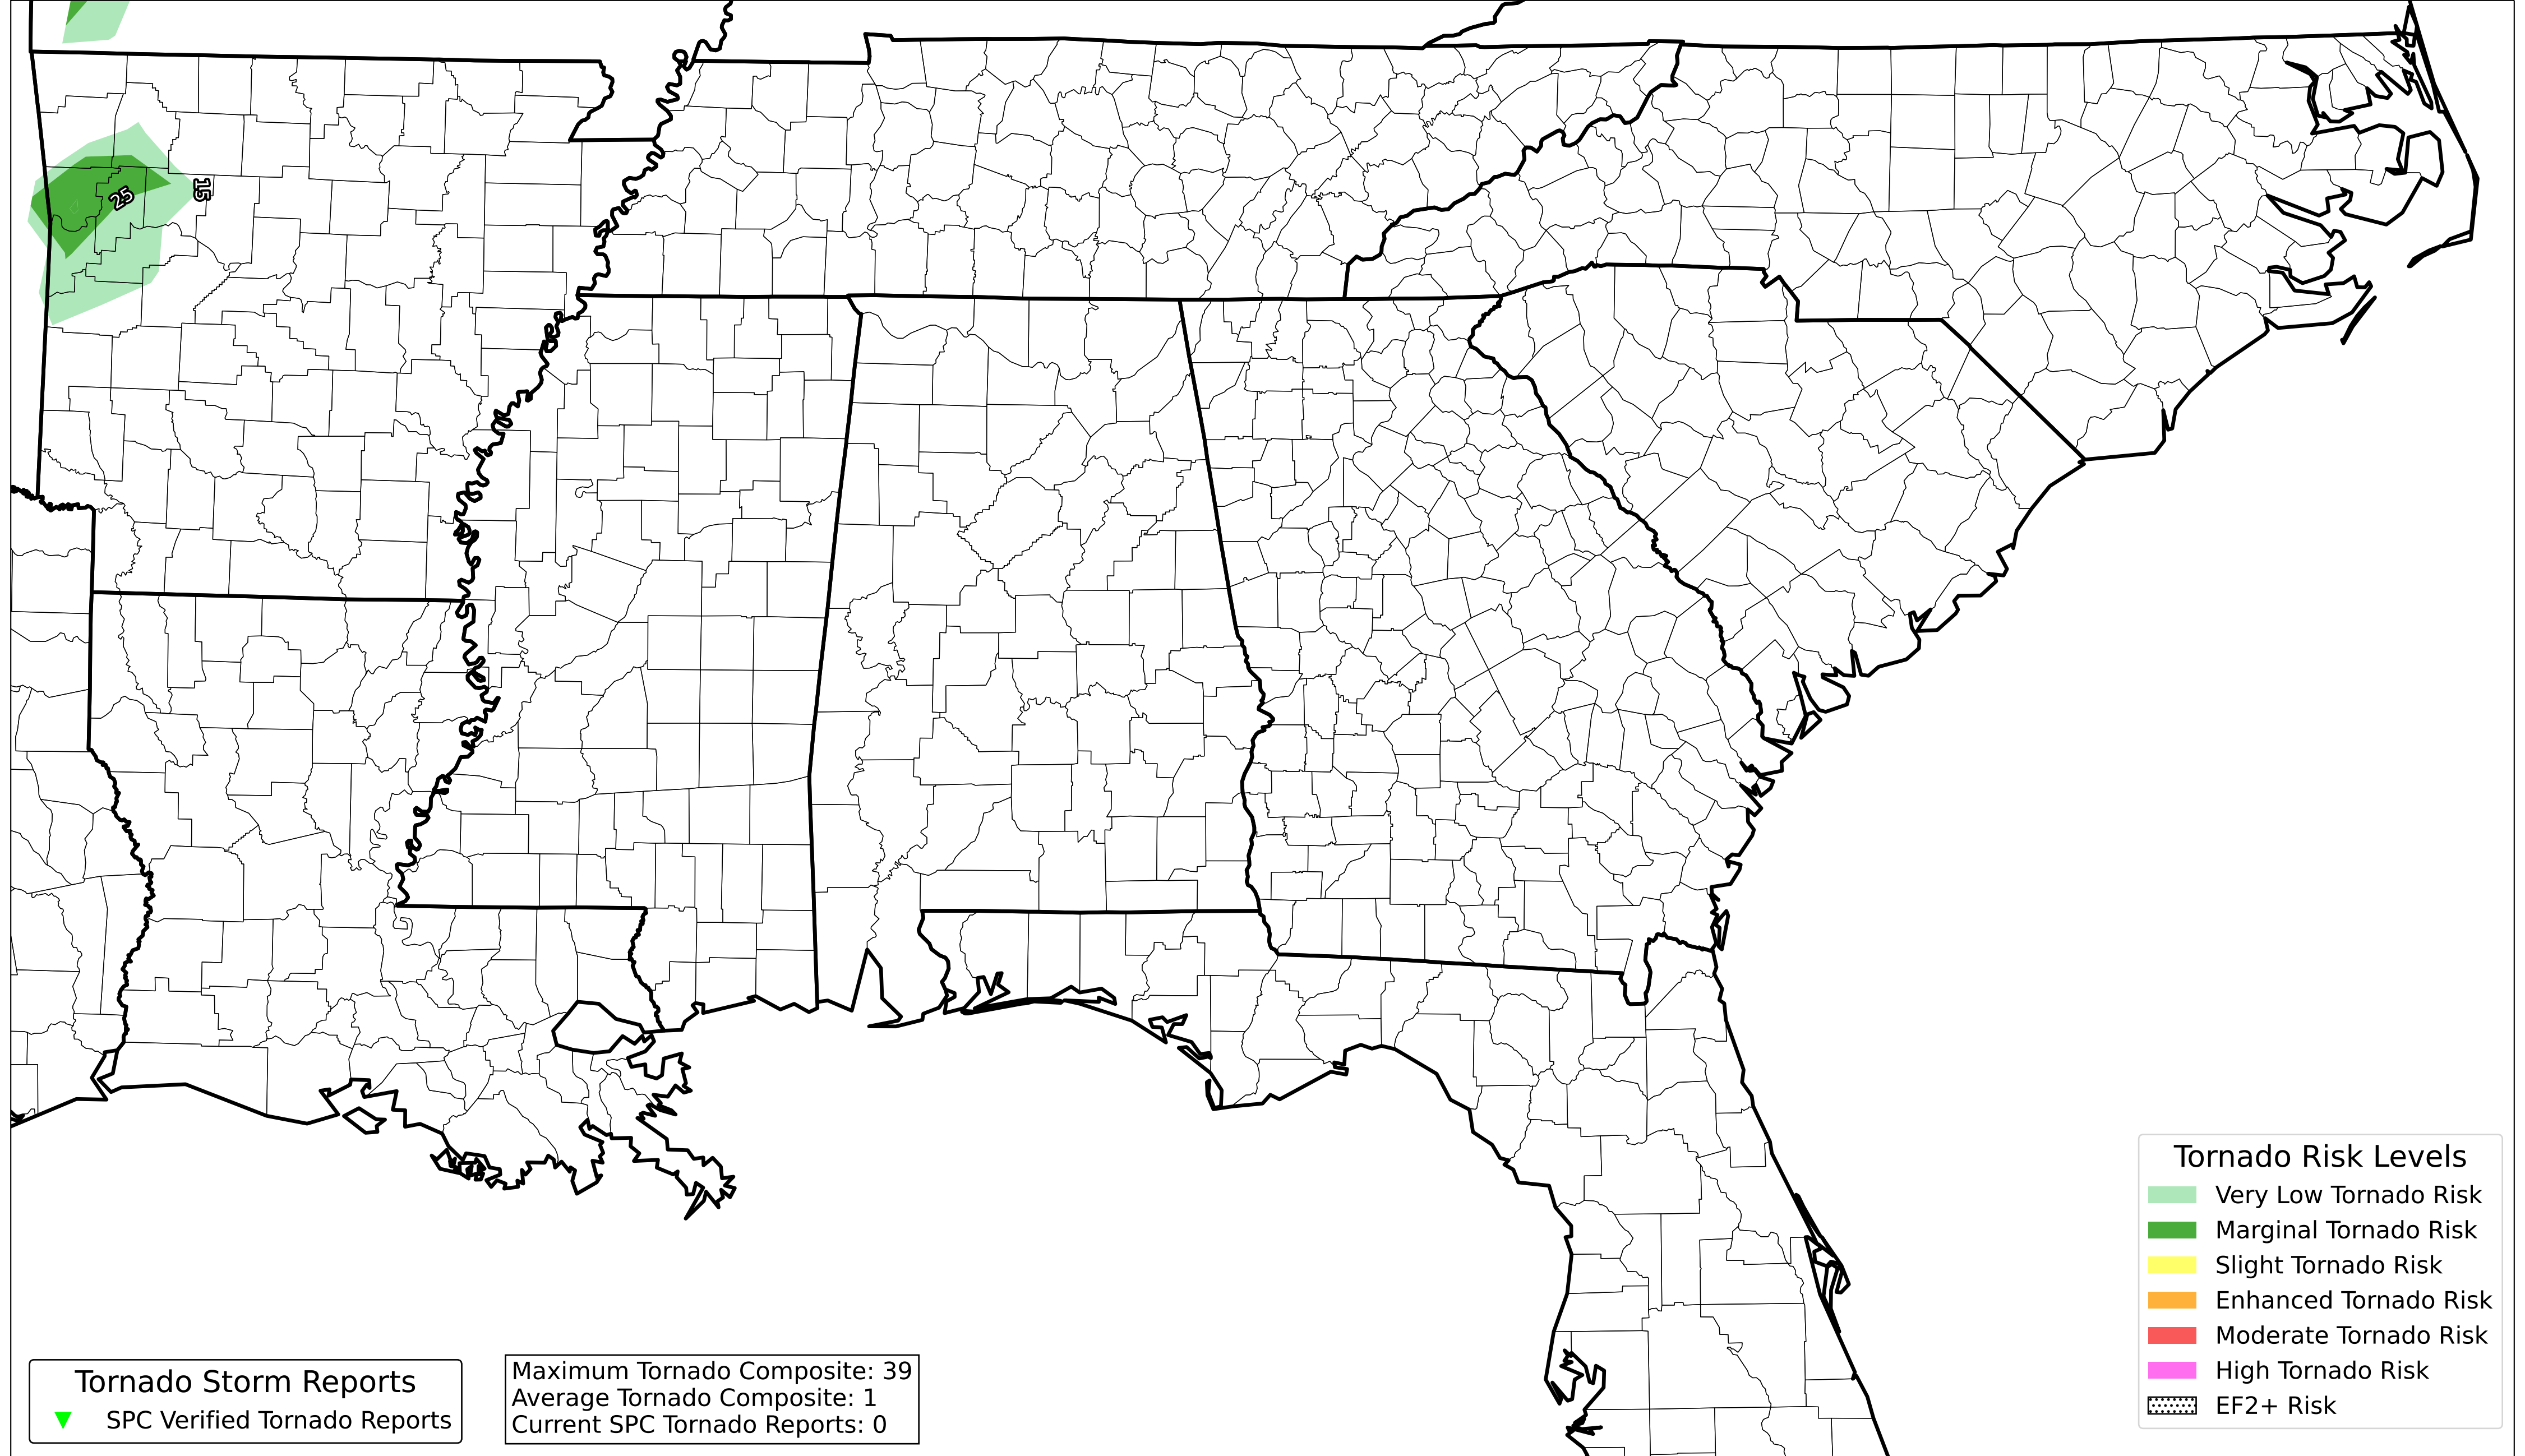 25
15
Tornado Risk Levels
Very Low Tornado Risk
Marginal Tornado Risk
Slight Tornado Risk
Enhanced Tornado Risk
Moderate Tornado Risk
High Tornado Risk
EF2+ Risk
Tornado Storm Reports
SPC Verified Tornado Reports
Maximum Tornado Composite: 39
Average Tornado Composite: 1
Current SPC Tornado Reports: 0